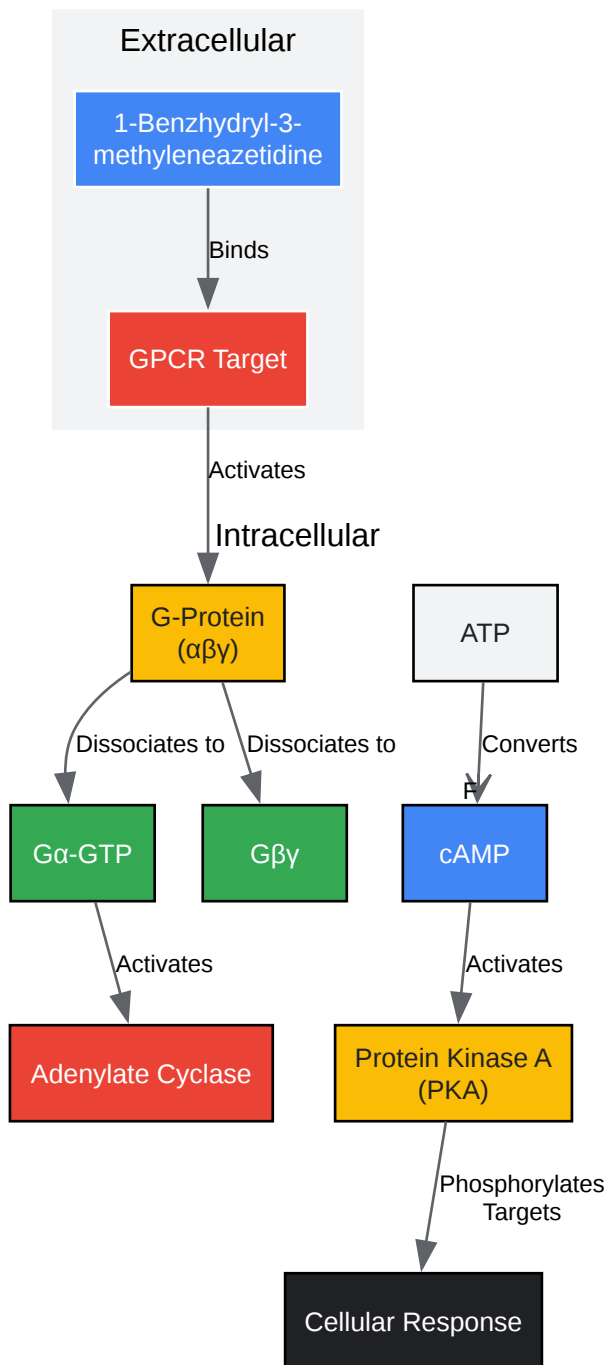 Extracellular
1-Benzhydryl-3-
methyleneazetidine
Binds
GPCR Target
Activates
Intracellular
G-Protein
(αβγ)
ATP
Dissociates to
Dissociates to
Converts
F
Gα-GTP
Gβγ
cAMP
Activates
Activates
Adenylate Cyclase
Protein Kinase A
(PKA)
Phosphorylates
Targets
Cellular Response